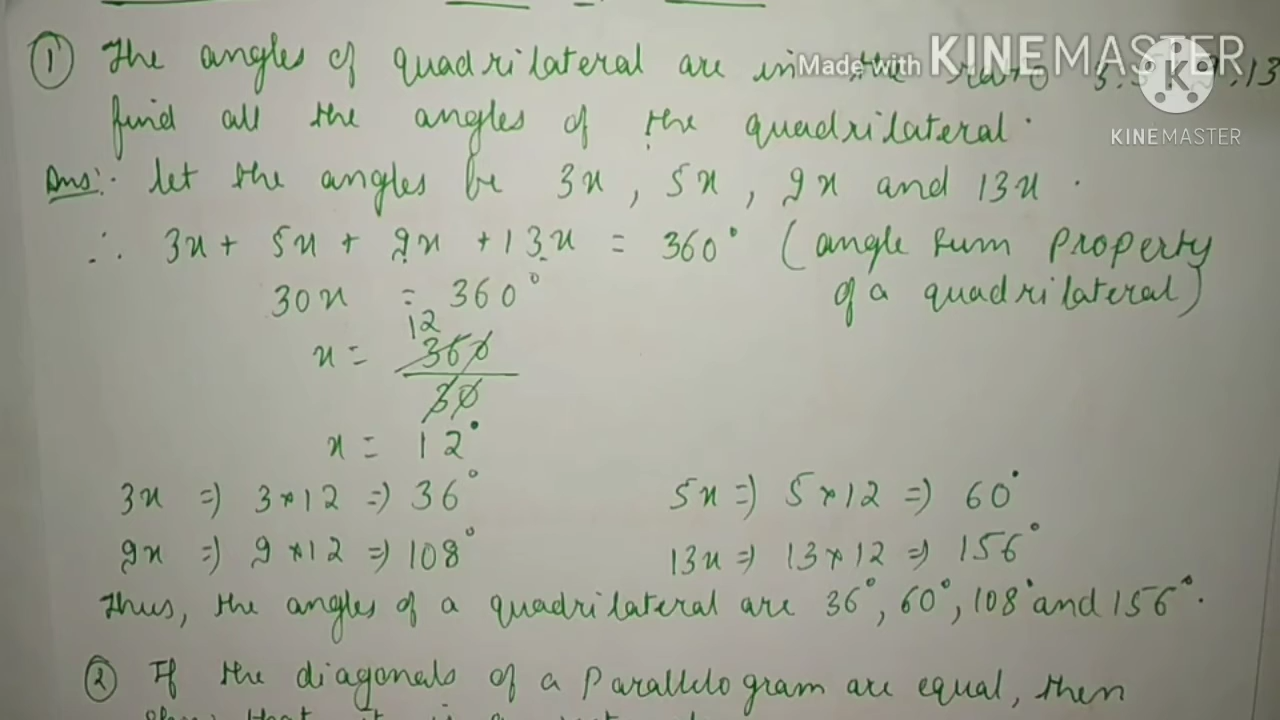 ① The angles of quadrilateral are in the ratio
Made with KINEMASTER
K
KINEMASTER
find all the angles of the quadrilateral.
Ans:- let the angles be 3x, 5x, 9x and 13x.
∴ 3x + 5x + 9x + 13x = 360° (angle sum property
of a quadrilateral)
30x = 360°
12
x = 360
30
x = 12°
3x => 3*12 => 36° 5x => 5*12 => 60°
9x => 9*12 => 108° 13x => 13*12 => 156°
Thus, the angles of a quadrilateral are 36°, 60°, 108° and 156°.
② If the diagonals of a parallelogram are equal, then